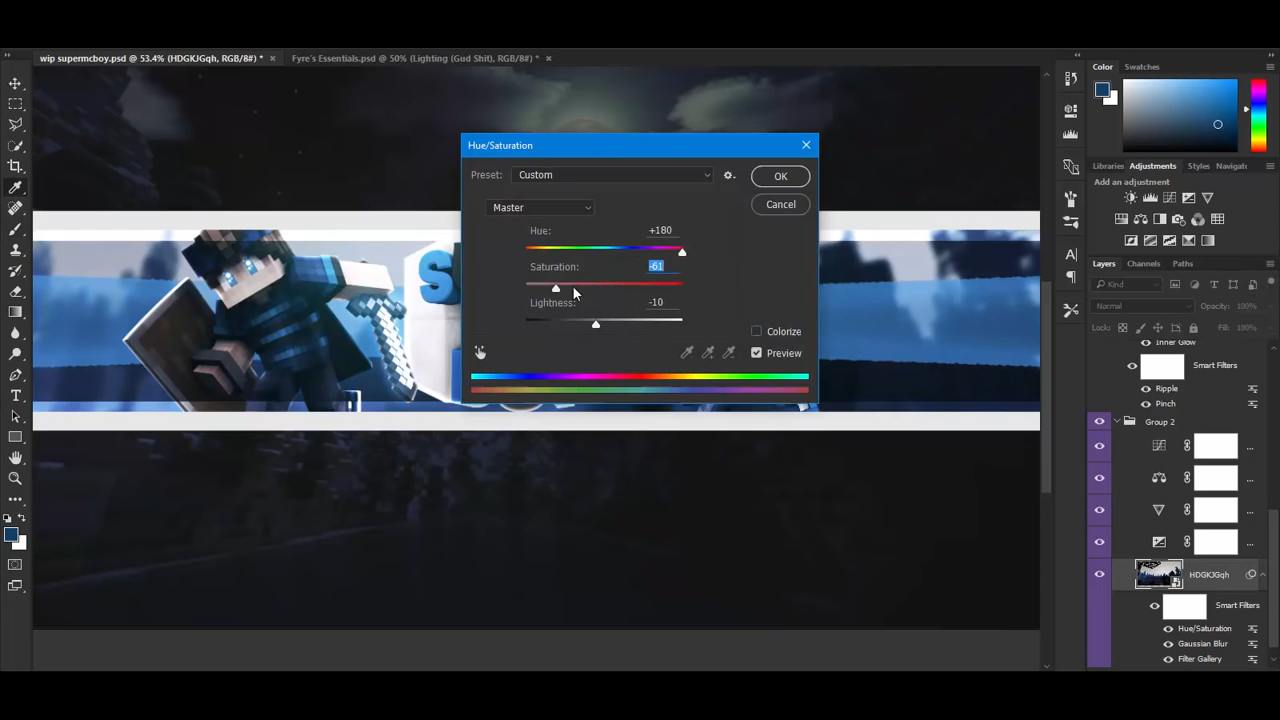 wip supermcboy.psd @ 53.4% (HDGKJGqh, RGB/8#) *
Fyre's Essentials.psd @ 50% (Lighting (Gud Shit), RGB/8#) *
Color
Swatches
Hue/Saturation
Preset:
Custom
OK
Cancel
Master
Hue:
+180
Saturation:
-61
Lightness:
-10
Colorize
Preview
S
Libraries
Adjustments
Styles
Navigat
Add an adjustment
Layers
Channels
Paths
Kind
Normal
Opacity:
100%
Lock:
Fill:
100%
Inner Glow
Smart Filters
Ripple
Pinch
Group 2
...
...
...
...
HDGKJGqh
Smart Filters
Hue/Saturation
Gaussian Blur
Filter Gallery